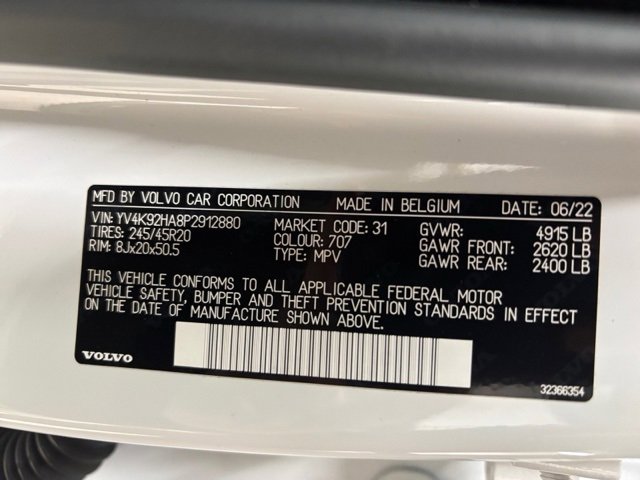 MFD BY VOLVO CAR CORPORATION MADE IN BELGIUM DATE: 06/22
VIN: YV4K92HA8P2912880 MARKET CODE: 31 GVWR: 4915 LB
TIRES: 245/45R20 COLOUR: 707 GAWR FRONT: 2620 LB
RIM: 8Jx20x50.5 TYPE: MPV GAWR REAR: 2400 LB
THIS VEHICLE CONFORMS TO ALL APPLICABLE FEDERAL MOTOR
VEHICLE SAFETY, BUMPER AND THEFT PREVENTION STANDARDS IN EFFECT
ON THE DATE OF MANUFACTURE SHOWN ABOVE.
VOLVO
32366354